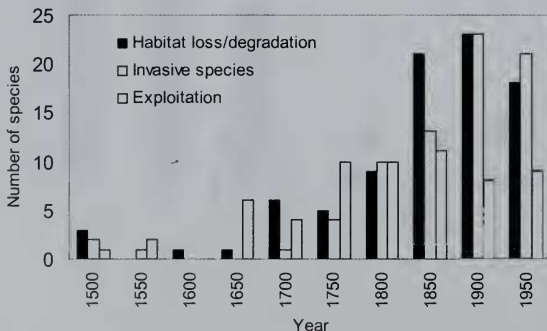 Number of species
25
20
15
10
5
0
Habitat loss/degradation
Invasive species
Exploitation
1500 1550 1600 1650 1700 1750 1800 1850 1900 1950
Year